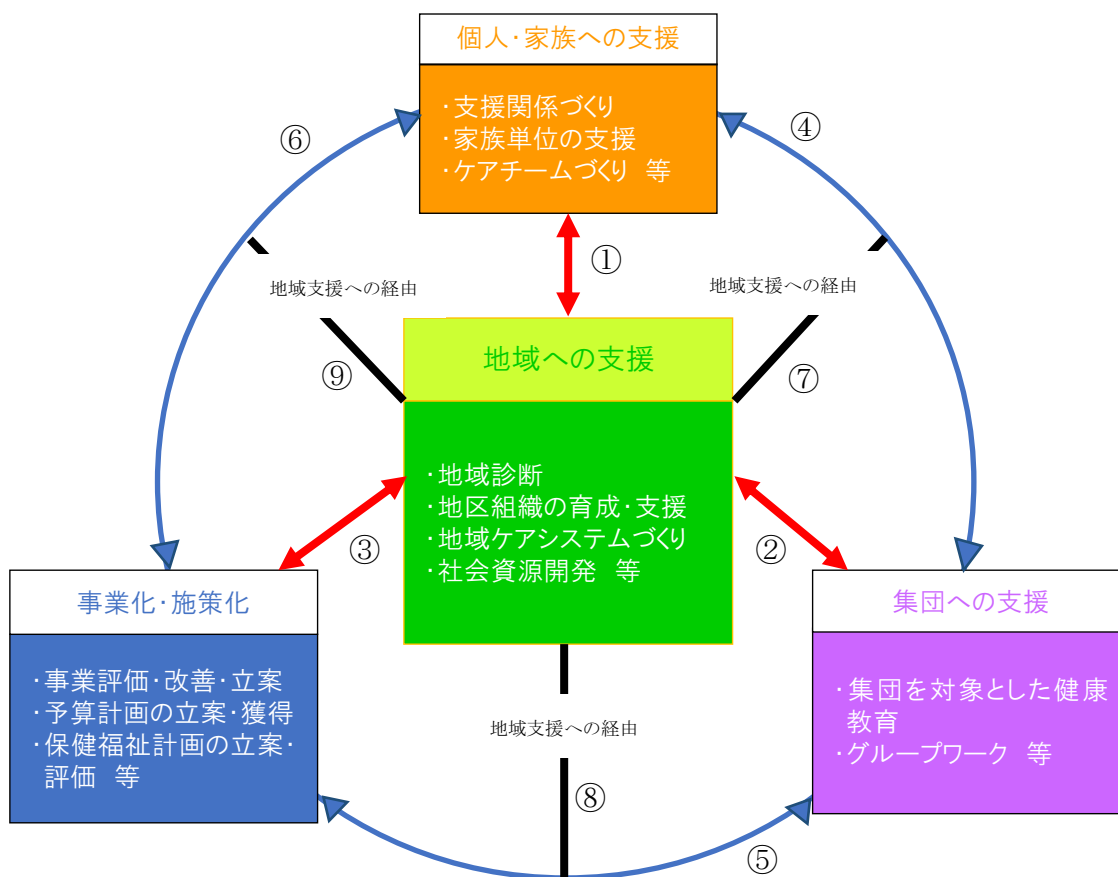 個人・家族への支援
・支援関係づくり
・家族単位の支援
・ケアチームづくり 等
⑥
④
①
地域支援への経由
地域支援への経由
地域への支援
⑨
⑦
・地域診断
・地区組織の育成・支援
・地域ケアシステムづくり
・社会資源開発 等
③
②
事業化・施策化
・事業評価・改善・立案
・予算計画の立案・獲得
・保健福祉計画の立案・
評価 等
集団への支援
・集団を対象とした健康
教育
・グループワーク 等
地域支援への経由
⑧
⑤